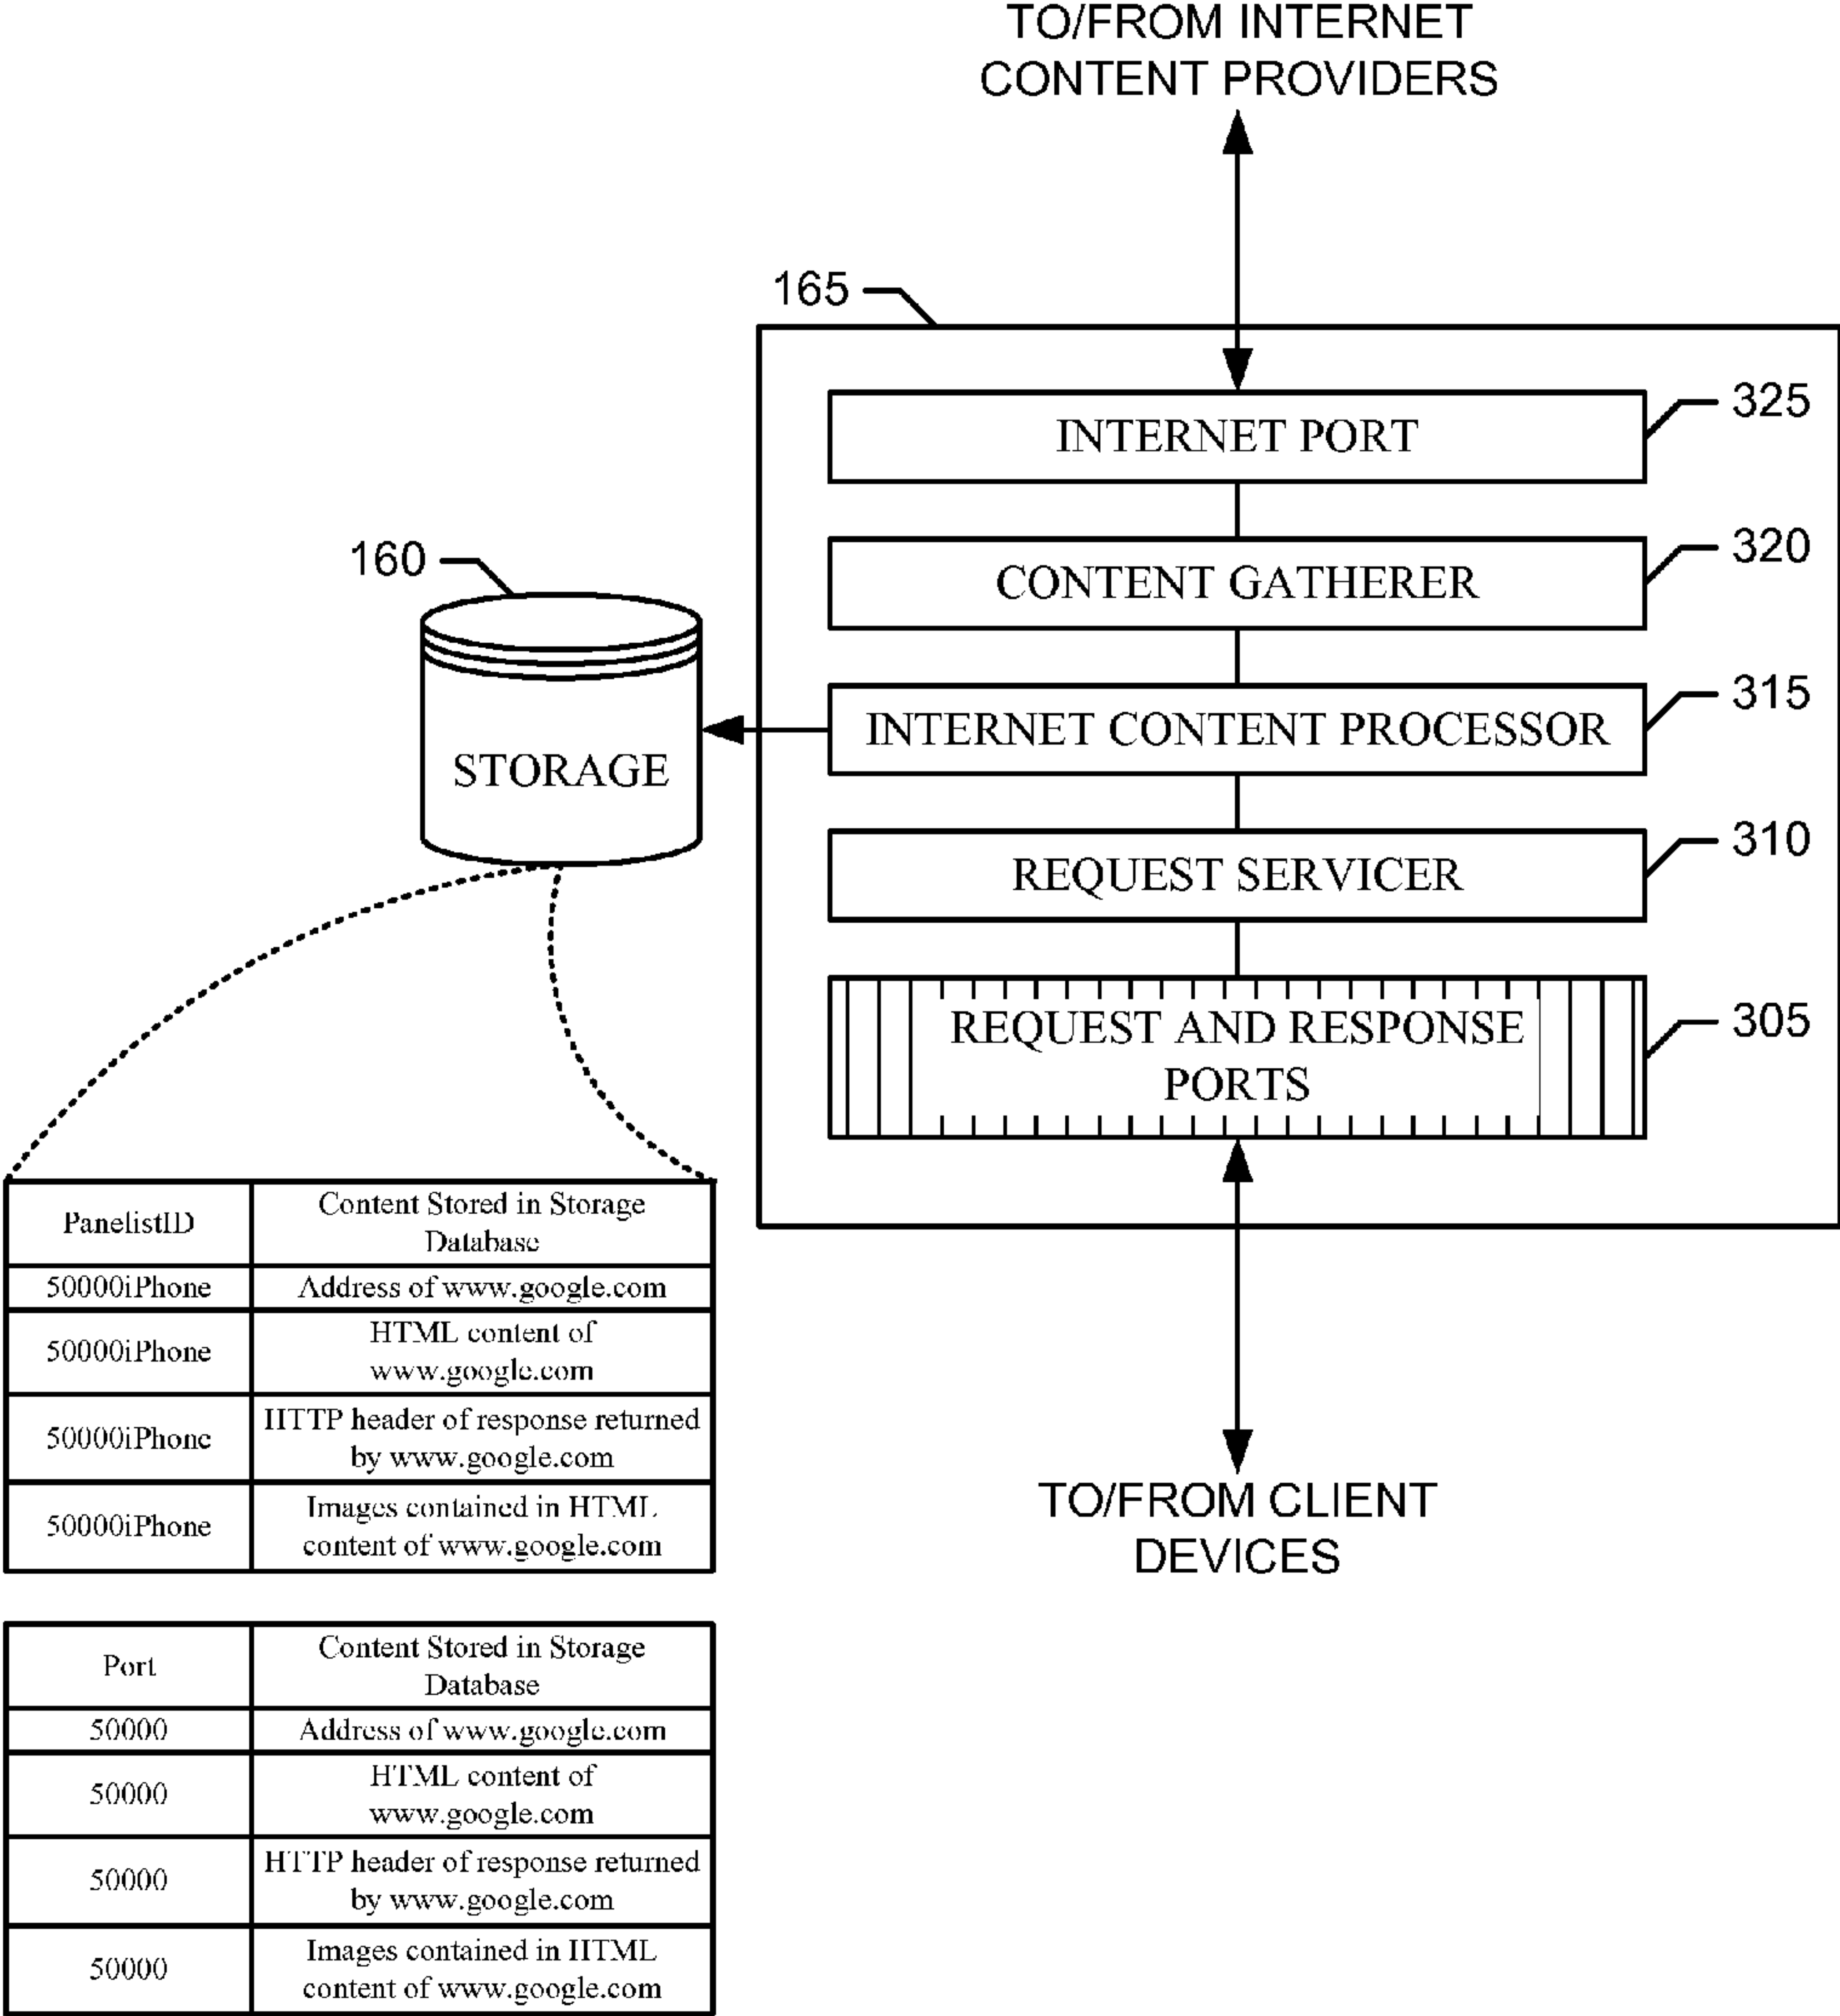 TO/FROM INTERNET
CONTENT PROVIDERS
165
INTERNET PORT
325
CONTENT GATHERER
320
160
INTERNET CONTENT PROCESSOR
315
STORAGE
REQUEST SERVICER
310
REQUEST AND RESPONSE
PORTS
305
TO/FROM CLIENT
DEVICES
PanelistID
Content Stored in Storage
Database
50000iPhone
Address of www.google.com
50000iPhone
HTML content of
www.google.com
50000iPhone
HTTP header of response returned
by www.google.com
50000iPhone
Images contained in HTML
content of www.google.com
Port
Content Stored in Storage
Database
50000
Address of www.google.com
50000
HTML content of
www.google.com
50000
HTTP header of response returned
by www.google.com
50000
Images contained in HTML
content of www.google.com